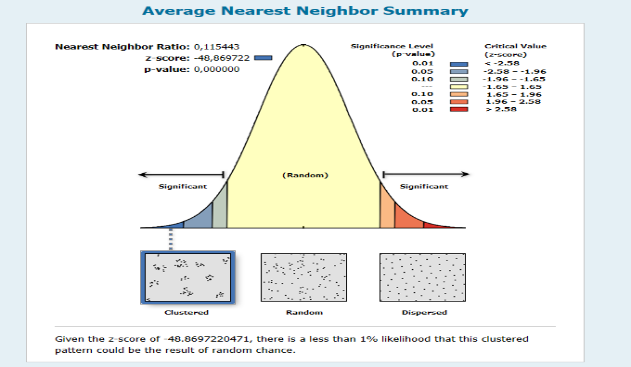 Average Nearest Neighbor Summary
Nearest Neighbor Ratio: 0,115443
z-score: -48,869722
p-value: 0,000000
Significance Level
(p-value)
Critical Value
(z-score)
0.01 < -2.58
0.05 -2.58 - -1.96
0.10 -1.96 - -1.65
--- -1.65 - 1.65
0.10 1.65 - 1.96
0.05 1.96 - 2.58
0.01 > 2.58
(Random)
Significant Significant
Clustered Random Dispersed
Given the z-score of -48.8697220471, there is a less than 1% likelihood that this clustered
pattern could be the result of random chance.